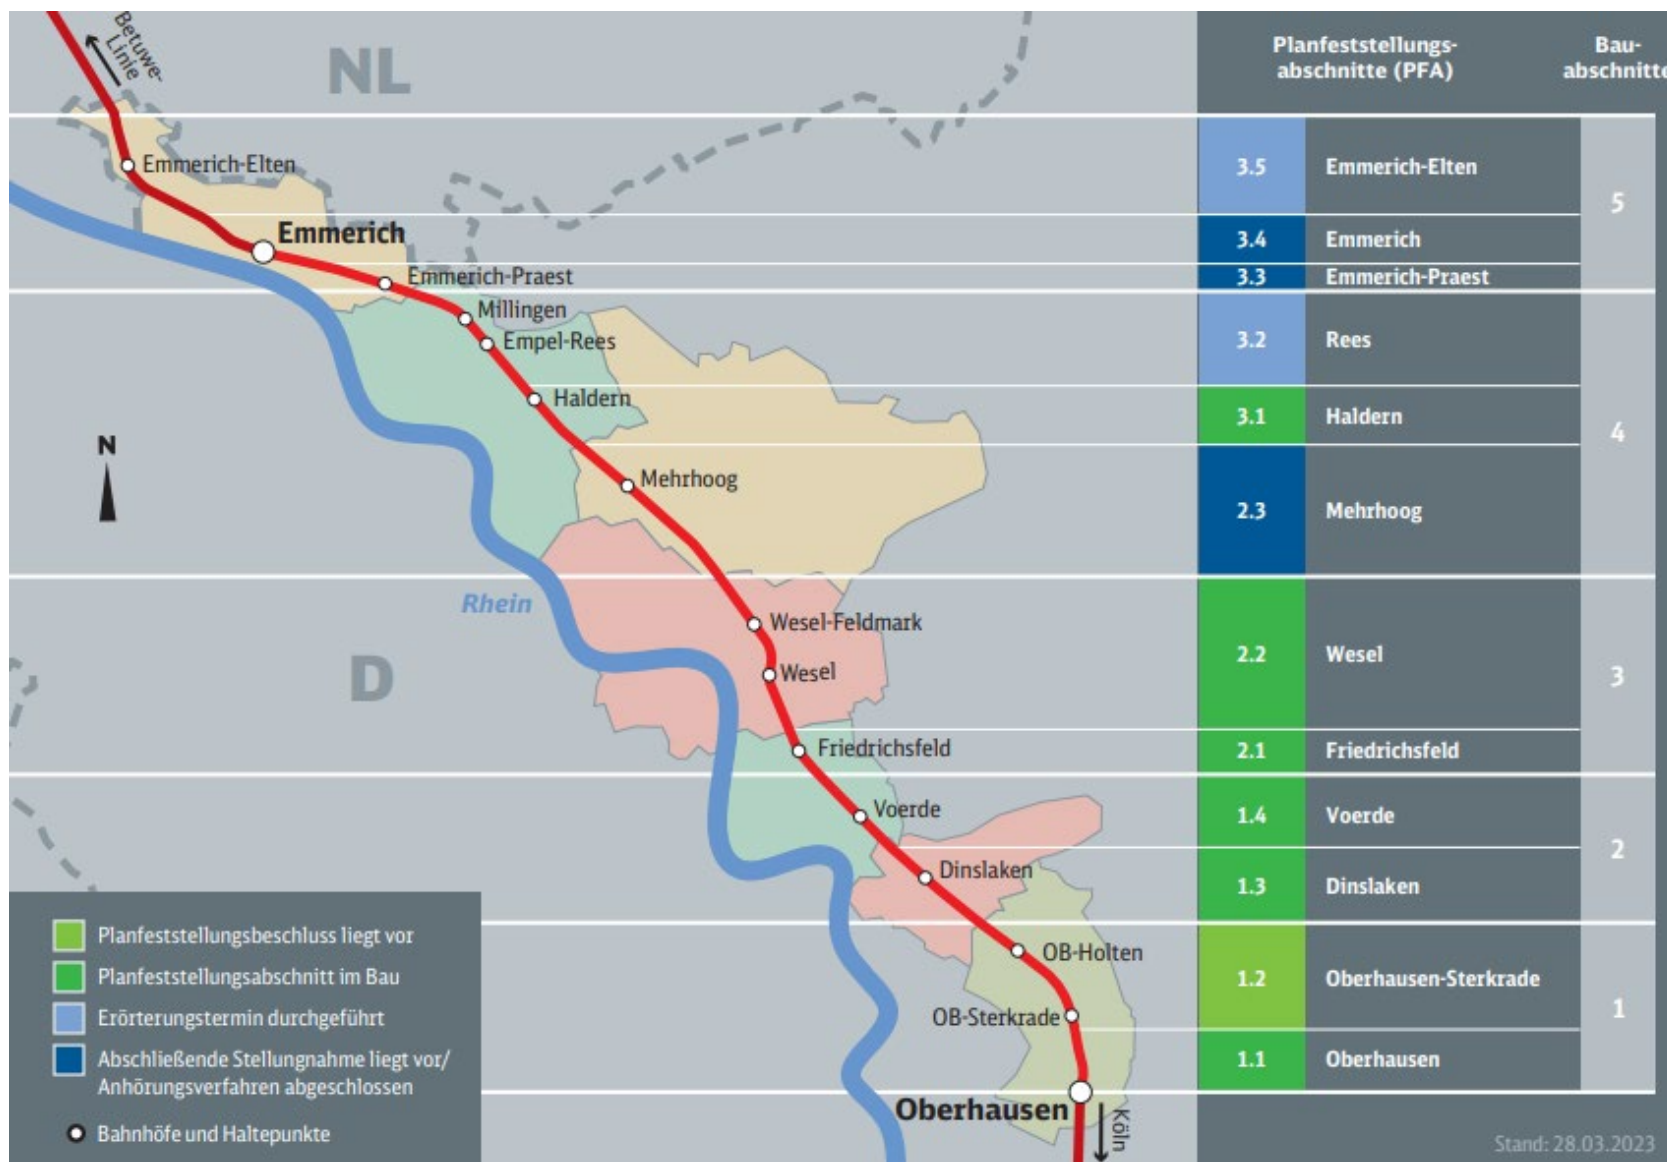 Betuwe-
Linie
NL
Emmerich-Elten
Emmerich
Emmerich-Praest
Millingen
Empel-Rees
Haldern
N
Mehrhoog
Rhein
Wesel-Feldmark
D
Wesel
Friedrichsfeld
Voerde
Dinslaken
OB-Holten
OB-Sterkrade
Oberhausen
Köln
Planfeststellungs-
abschnitte (PFA)
Bau-
abschnitte
3.5 Emmerich-Elten
3.4 Emmerich
3.3 Emmerich-Praest
5
3.2 Rees
3.1 Haldern
2.3 Mehrhoog
4
2.2 Wesel
2.1 Friedrichsfeld
3
1.4 Voerde
1.3 Dinslaken
2
1.2 Oberhausen-Sterkrade
1.1 Oberhausen
1
Planfeststellungsbeschluss liegt vor
Planfeststellungsabschnitt im Bau
Erörterungstermin durchgeführt
Abschließende Stellungnahme liegt vor/
Anhörungsverfahren abgeschlossen
Bahnhöfe und Haltepunkte
Stand: 28.03.2023